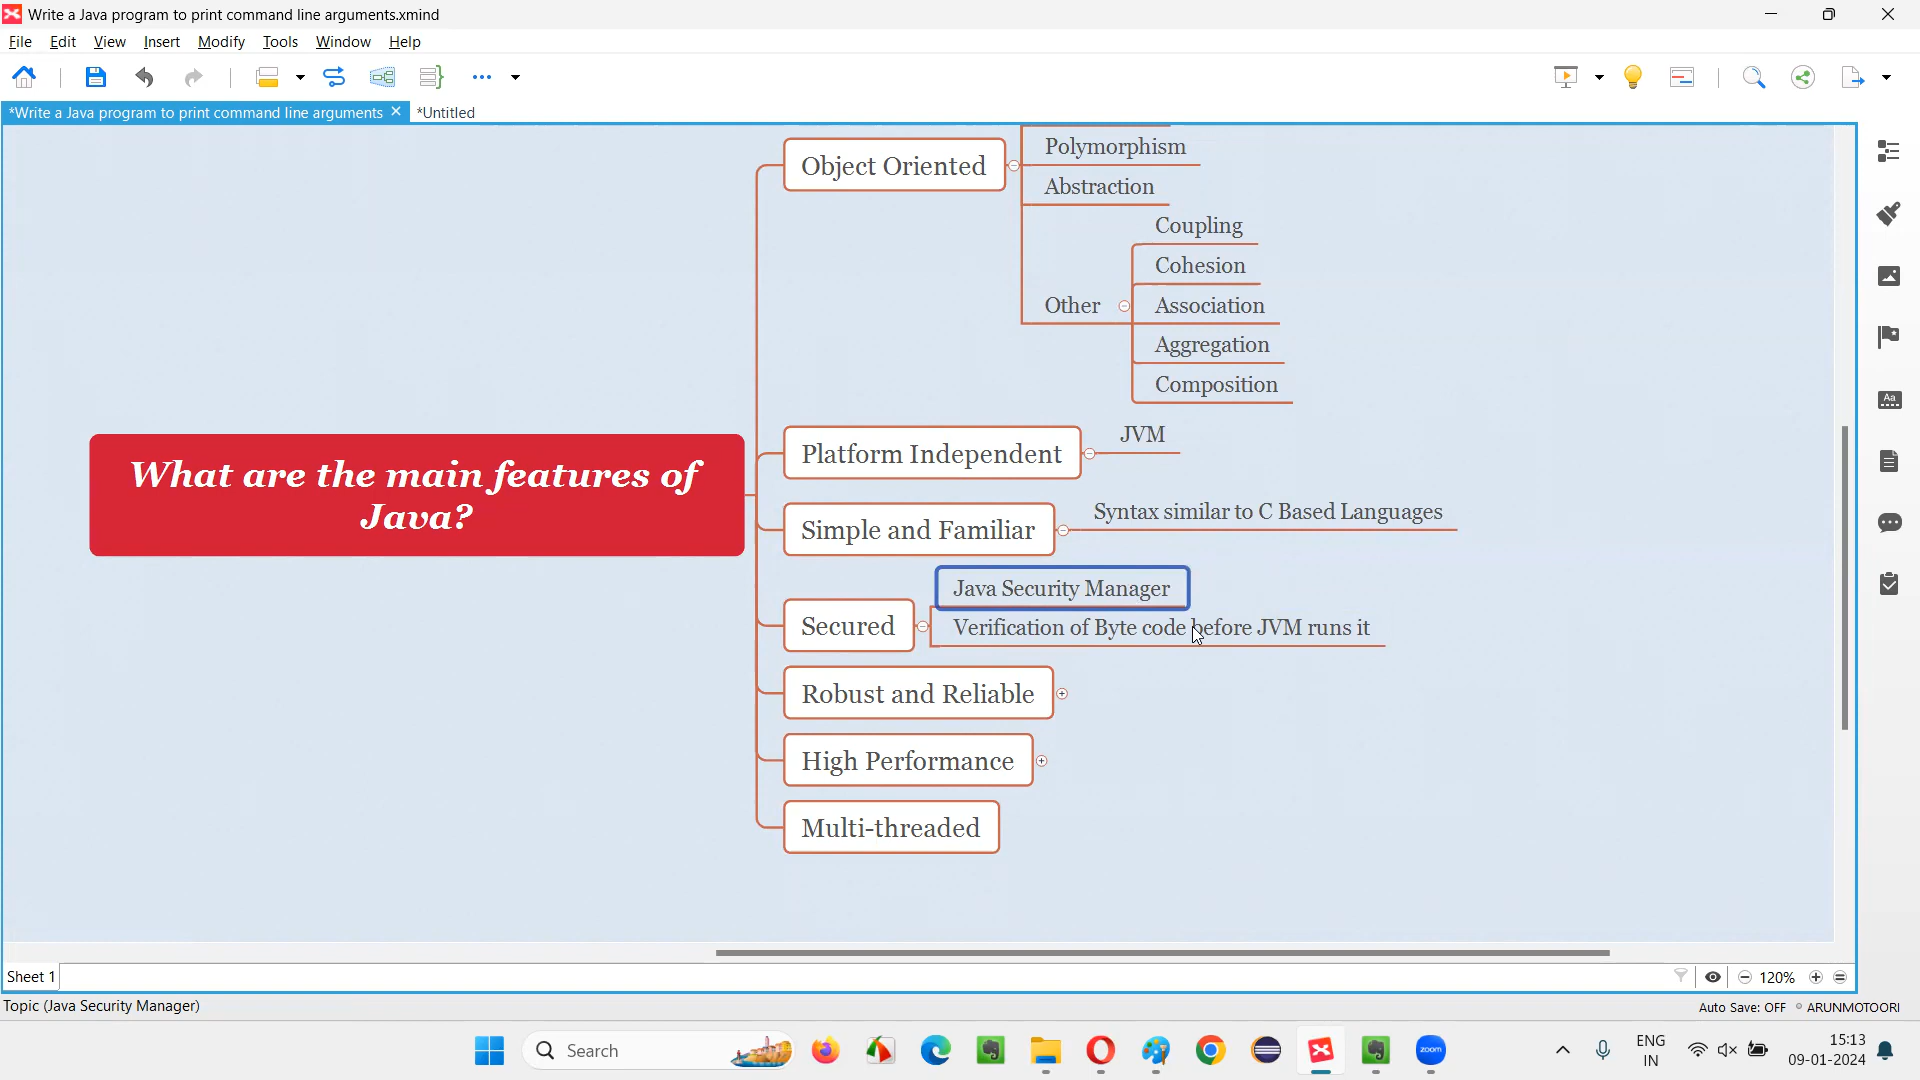 Write a Java program to print command line arguments.xmind
File Edit View Insert Modify Tools Window Help
*Write a Java program to print command line arguments
*Untitled
Polymorphism
Object Oriented
Abstraction
Coupling
Cohesion
Other
Association
Aggregation
Composition
JVM
Platform Independent
What are the main features of
Java?
Syntax similar to C Based Languages
Simple and Familiar
Java Security Manager
Secured
Verification of Byte code before JVM runs it
Robust and Reliable
High Performance
Multi-threaded
Sheet 1
120%
Topic (Java Security Manager)
Auto Save: OFF
ARUNMOTOORI
Search
zoom
ENG
IN
15:13
09-01-2024
Aa